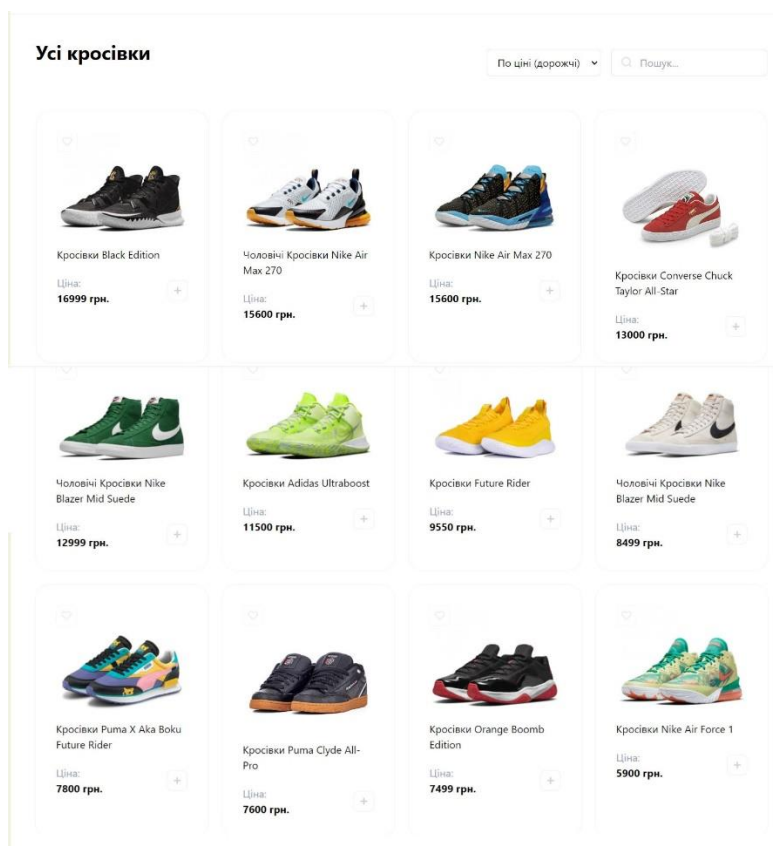 Усі кросівки
По ціні (дорожчі)
Пошук...
Кросівки Black Edition
Ціна:
16999 грн.
Чоловічі Кросівки Nike Air
Max 270
Ціна:
15600 грн.
Кросівки Nike Air Max 270
Ціна:
15600 грн.
Кросівки Converse Chuck
Taylor All-Star
Ціна:
13000 грн.
Чоловічі Кросівки Nike
Blazer Mid Suede
Ціна:
12999 грн.
Кросівки Adidas Ultraboost
Ціна:
11500 грн.
Кросівки Future Rider
Ціна:
9550 грн.
Чоловічі Кросівки Nike
Blazer Mid Suede
Ціна:
8499 грн.
Кросівки Puma X Aka Boku
Future Rider
Ціна:
7800 грн.
Кросівки Puma Clyde All-
Pro
Ціна:
7600 грн.
Кросівки Orange Boomb
Edition
Ціна:
7499 грн.
Кросівки Nike Air Force 1
Ціна:
5900 грн.